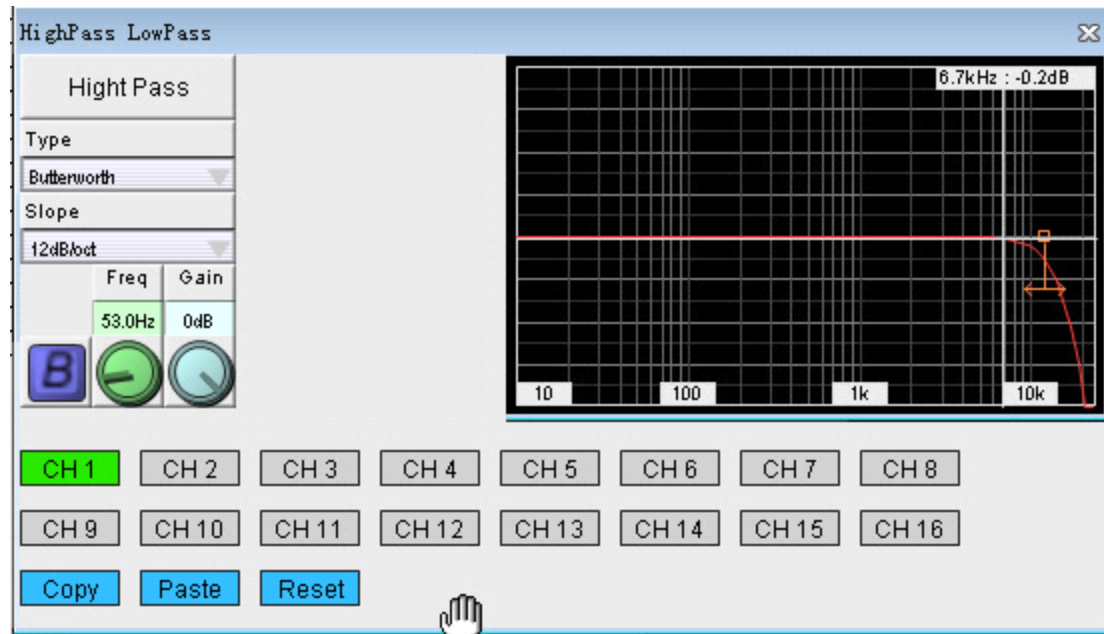 HighPass LowPass
Hight Pass
Type
Butterworth
Slope
12dB/oct
Freq Gain
53.0Hz 0dB
B
6.7kHz : -0.2dB
10 100 1k 10k
CH 1 CH 2 CH 3 CH 4 CH 5 CH 6 CH 7 CH 8
CH 9 CH 10 CH 11 CH 12 CH 13 CH 14 CH 15 CH 16
Copy Paste Reset